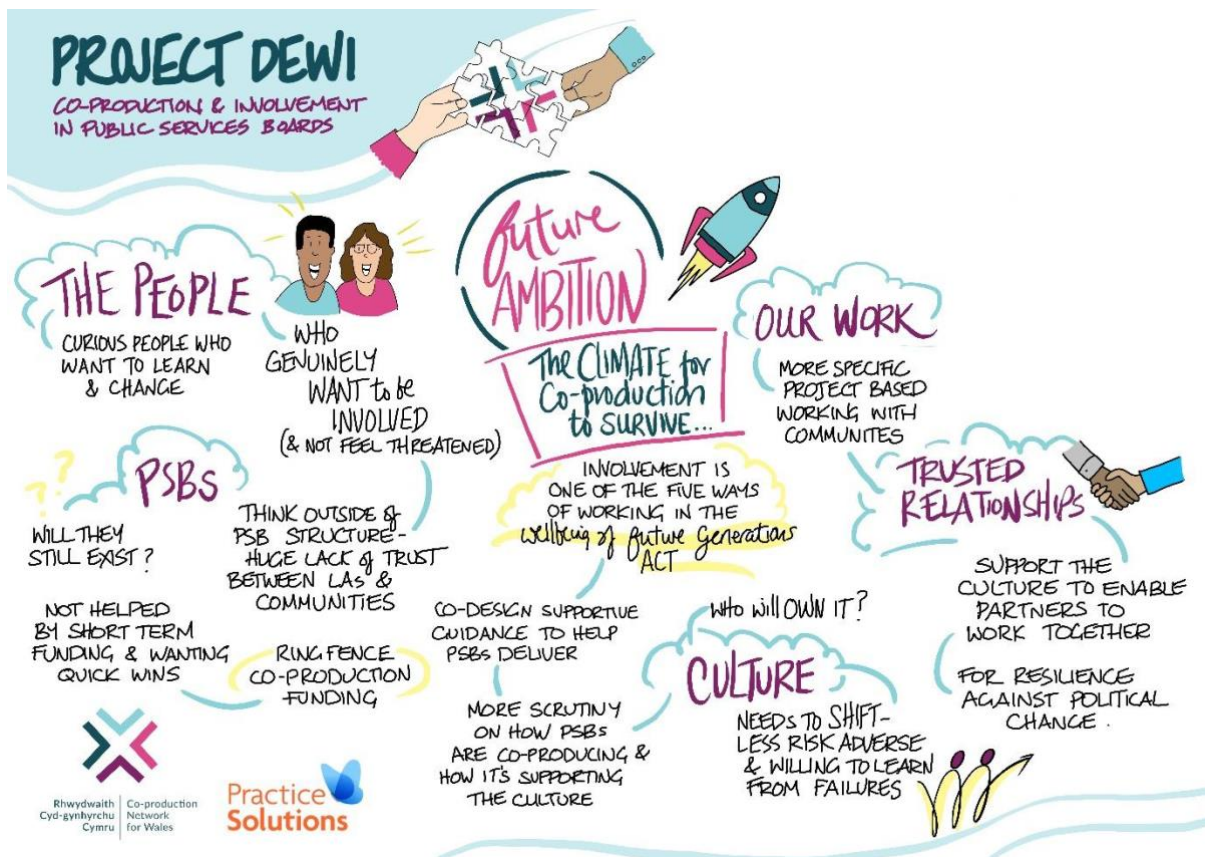 PROJECT DEWI
CO-PRODUCTION & INVOLVEMENT
IN PUBLIC SERVICES BOARDS
future
AMBITION
The CLIMATE for
Co-production
to SURVIVE...
THE PEOPLE
CURIOUS PEOPLE WHO
WANT TO LEARN
& CHANGE
WHO
GENUINELY
WANT to be
INVOLVED
(& NOT FEEL THREATENED)
THINK OUTSIDE of
PSB STRUCTURE-
HUGE LACK of TRUST
BETWEEN LAs &
COMMUNITIES
??
PSBs
WILL THEY
STILL EXIST?
NOT HELPED
BY SHORT TERM
FUNDING & WANTING
QUICK WINS
RING FENCE
CO-PRODUCTION
FUNDING
INVOLVEMENT IS
ONE OF THE FIVE WAYS
OF WORKING IN THE
Wellbeing of future Generations
ACT
CO-DESIGN SUPPORTIVE
GUIDANCE TO HELP
PSBs DELIVER
MORE SCRUTINY
ON HOW PSBs
ARE CO-PRODUCING &
HOW IT'S SUPPORTING
THE CULTURE
WHO Will OWN IT?
CULTURE
NEEDS TO SHIFT-
LESS RISK ADVERSE
& WILLING TO LEARN
FROM FAILURES
OUR WORK
MORE SPECIFIC
PROJECT BASED
WORKING WITH
COMMUNITES
TRUSTED
RELATIONSHIPS
SUPPORT THE
CULTURE TO ENABLE
PARTNERS TO
WORK TOGETHER
FOR RESILIENCE
AGAINST POLITICAL
CHANGE.
Rhwydwaith
Cyd-gynhyrchu
Cymru
Co-production
Network
for Wales
Practice
Solutions